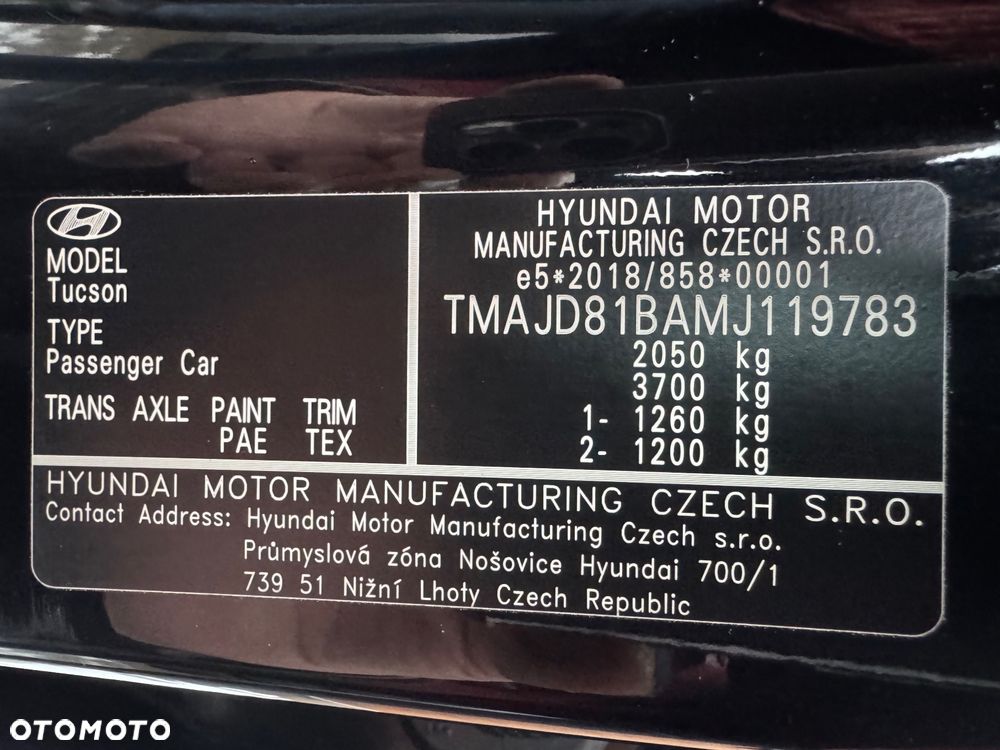 MODEL
Tucson
TYPE
Passenger Car
TRANS AXLE PAINT TRIM
PAE TEX
HYUNDAI MOTOR
MANUFACTURING CZECH S.R.O.
e5*2018/858*00001
TMAJD81BAMJ119783
2050 kg
3700 kg
1- 1260 kg
2- 1200 kg
HYUNDAI MOTOR MANUFACTURING CZECH S.R.O.
Contact Address: Hyundai Motor Manufacturing Czech s.r.o.
Průmyslová zóna Nošovice Hyundai 700/1
739 51 Nižní Lhoty Czech Republic
OTOMOTO